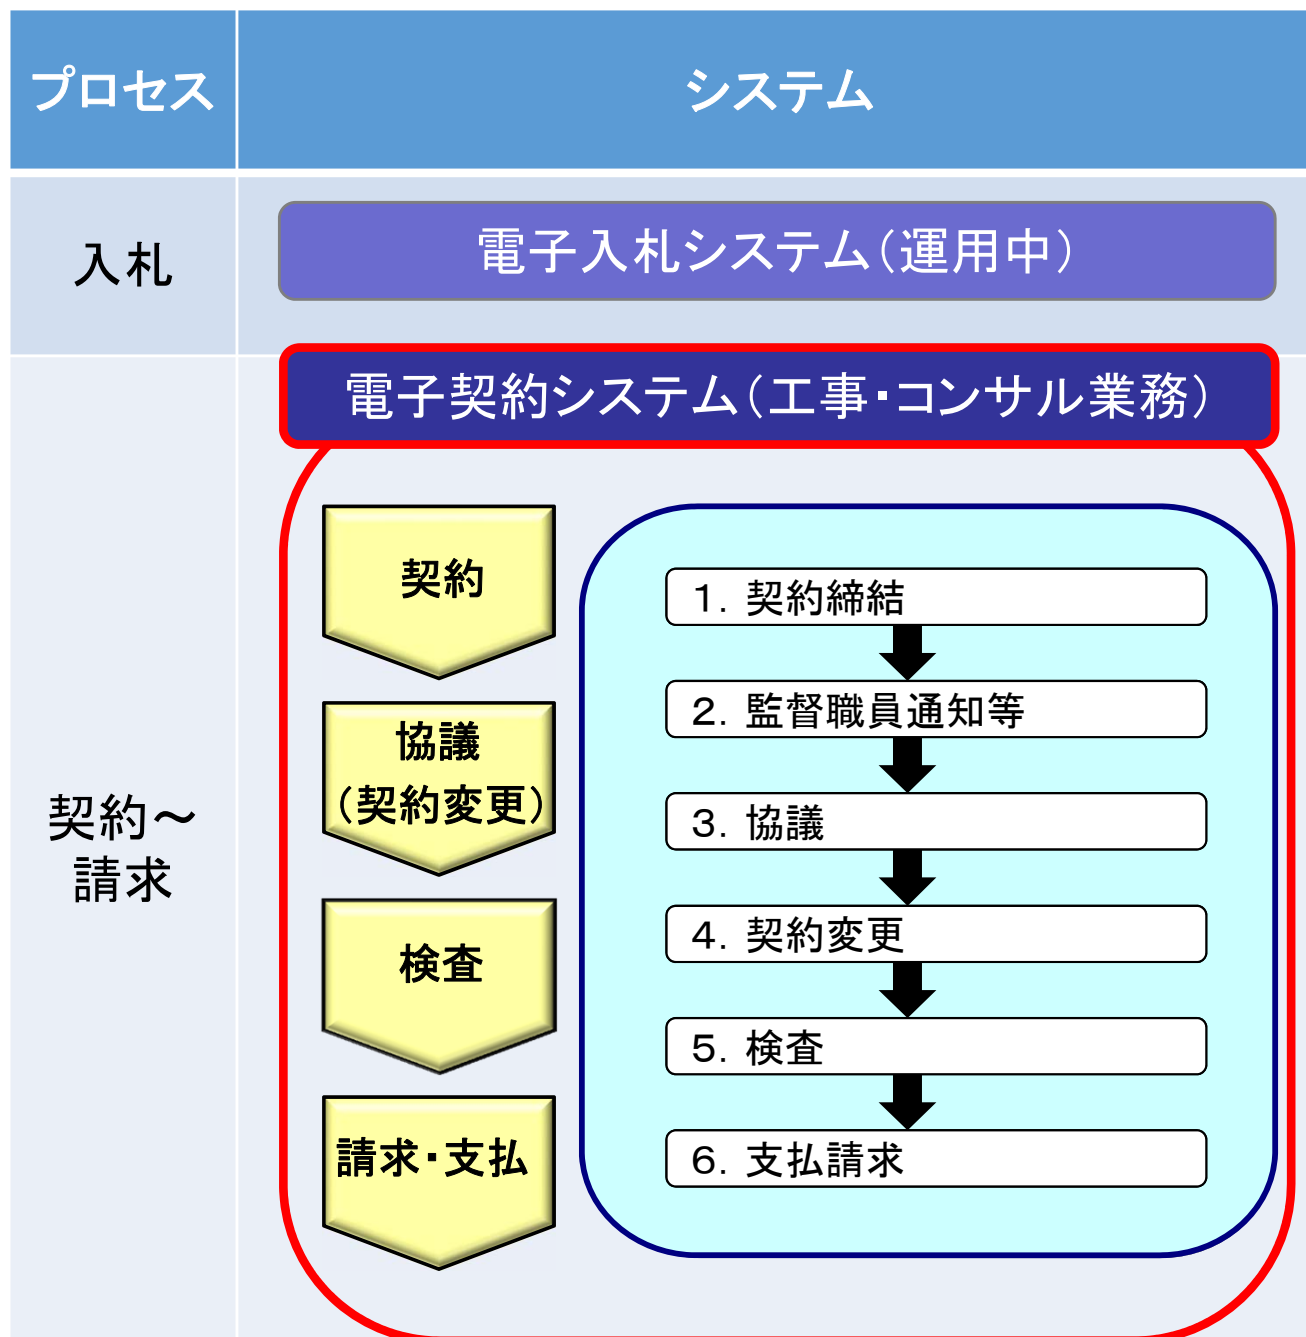 プロセス
システム
入札
電子入札システム（運用中）
電子契約システム（工事・コンサル業務）
契約～
請求
契約
協議
（契約変更）
検査
請求・支払
１．契約締結
２．監督職員通知等
３．協議
４．契約変更
５．検査
６．支払請求